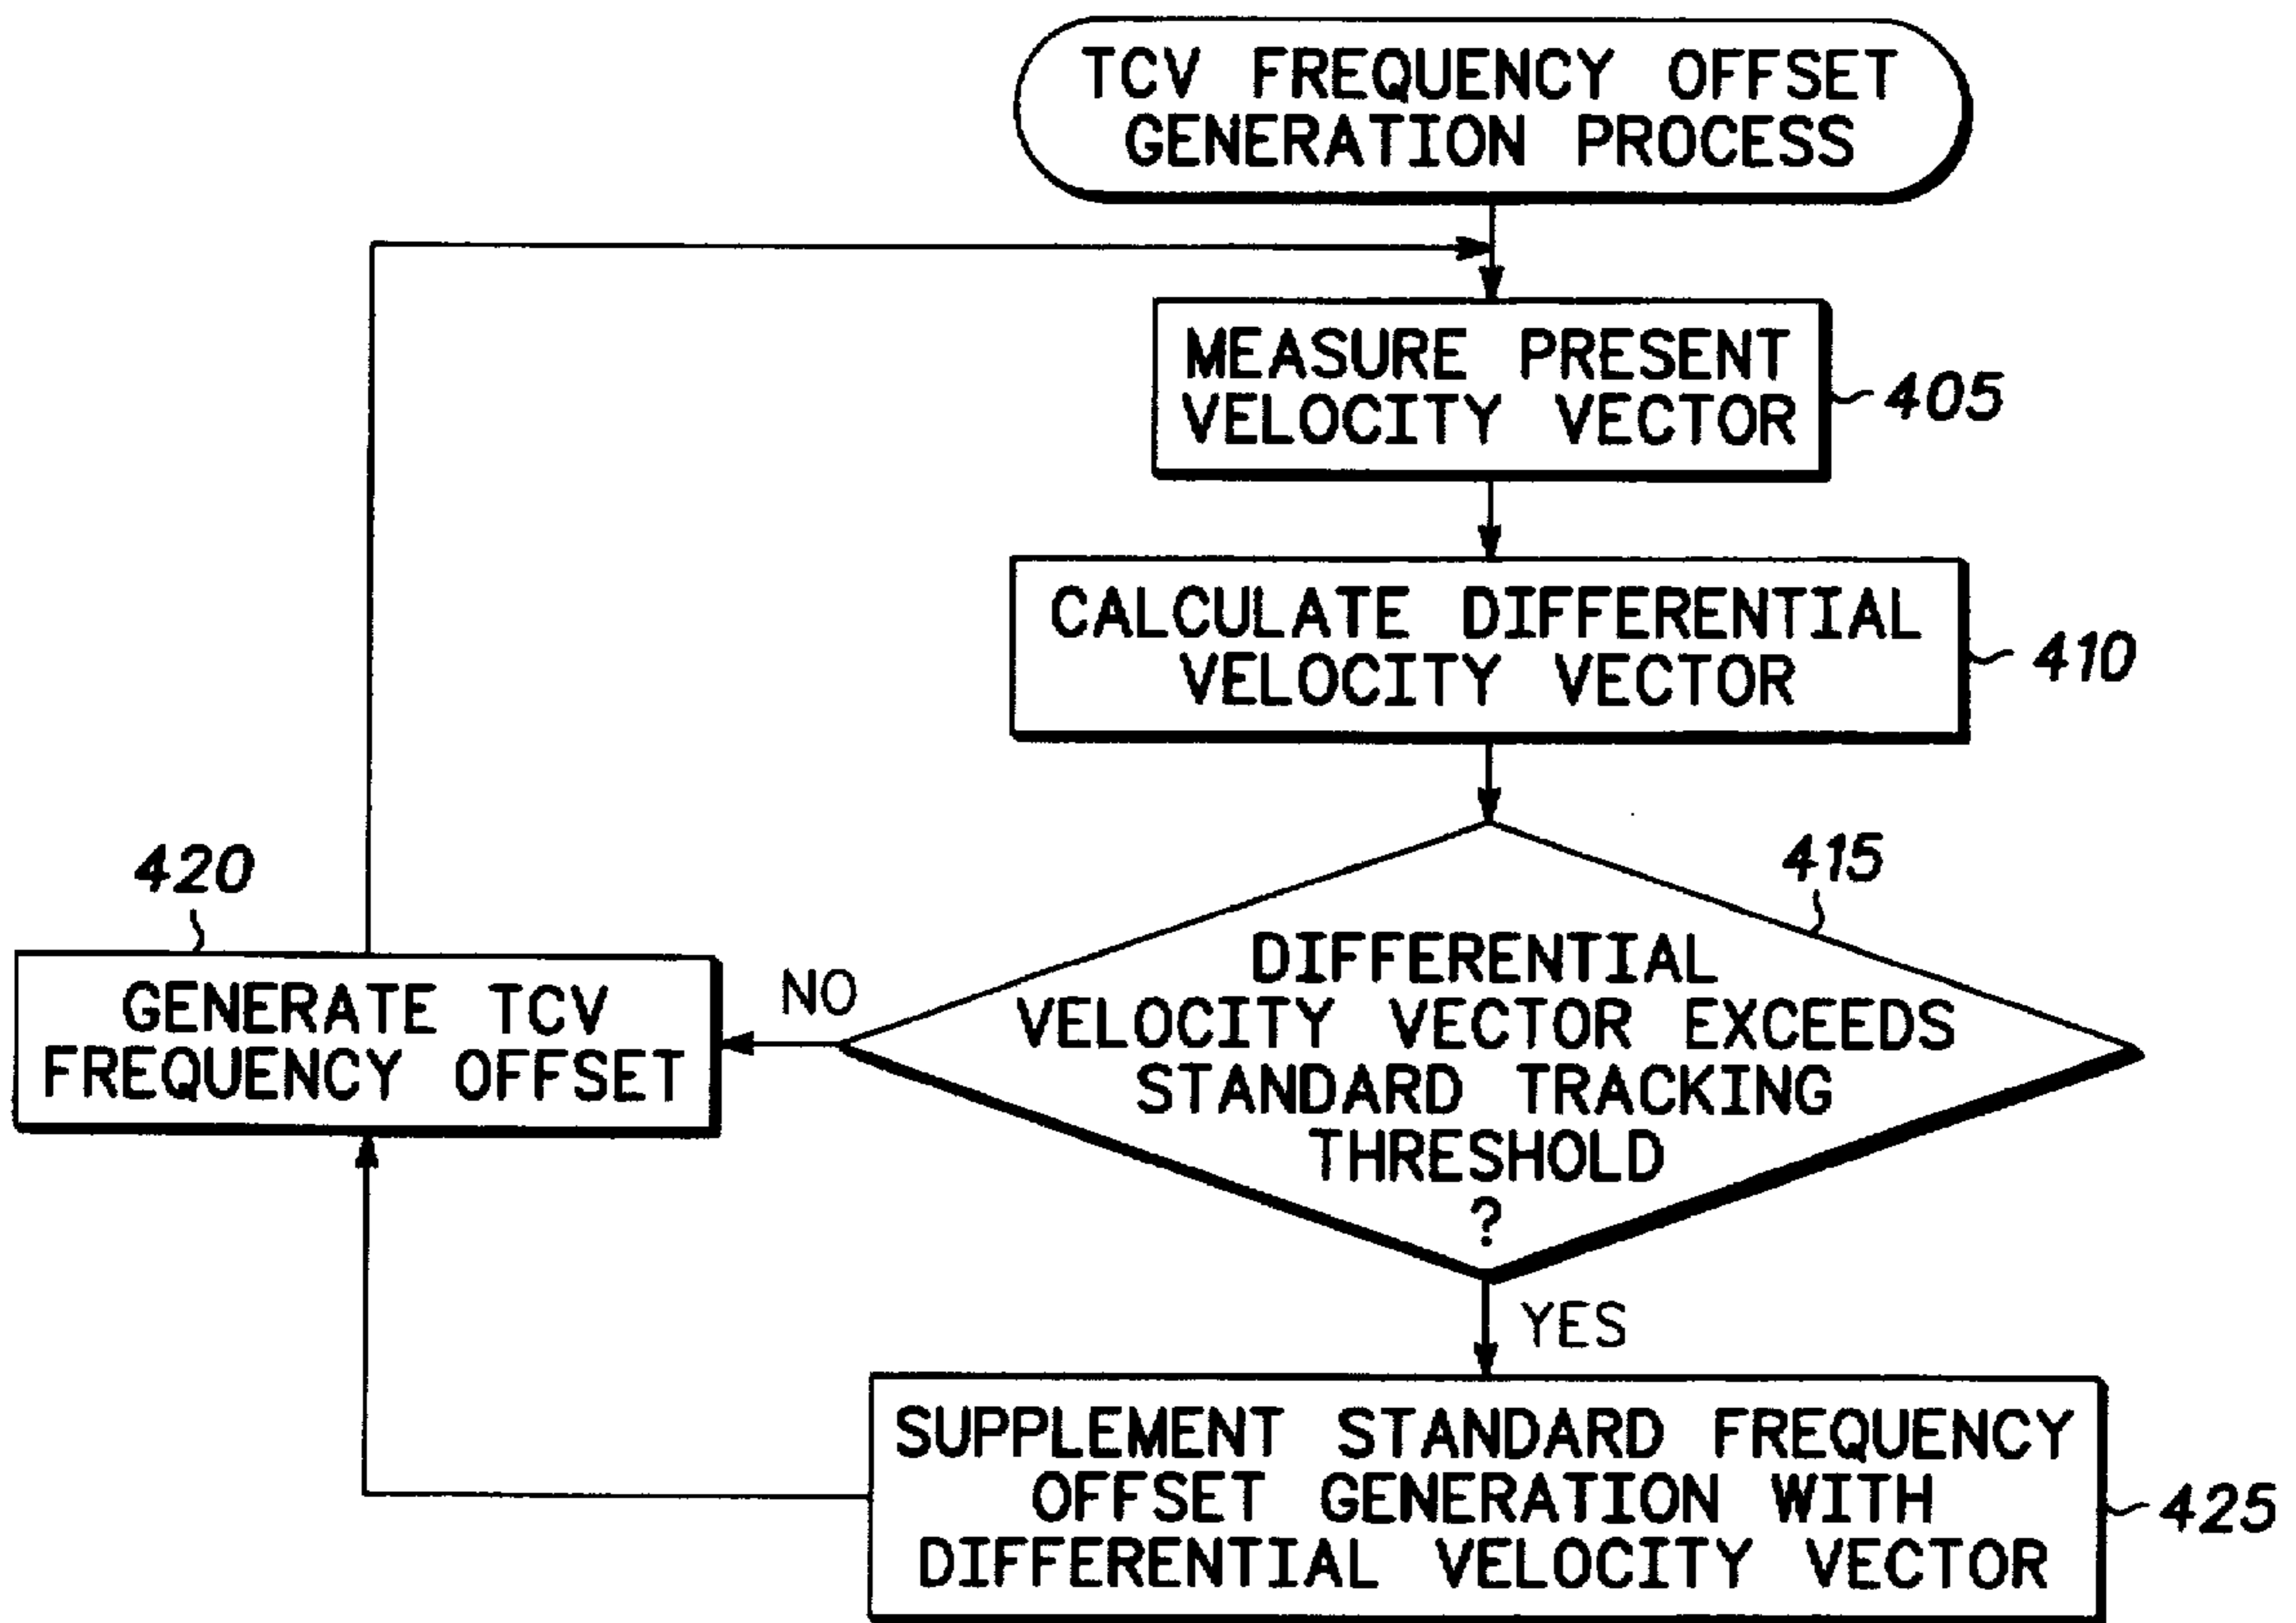 TCV FREQUENCY OFFSET
GENERATION PROCESS
MEASURE PRESENT
VELOCITY VECTOR
405
CALCULATE DIFFERENTIAL
VELOCITY VECTOR
410
415
DIFFERENTIAL
VELOCITY VECTOR EXCEEDS
STANDARD TRACKING
THRESHOLD
?
NO
420
GENERATE TCV
FREQUENCY OFFSET
YES
SUPPLEMENT STANDARD FREQUENCY
OFFSET GENERATION WITH
DIFFERENTIAL VELOCITY VECTOR
425